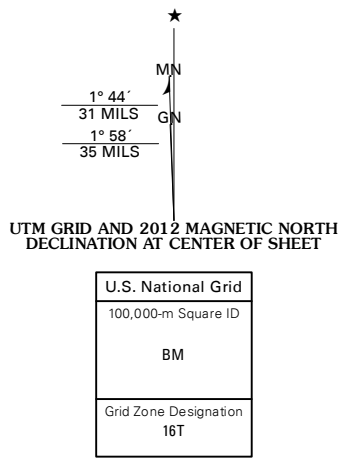 MN
1° 44´
31 MILS
GN
1° 58´
35 MILS
UTM GRID AND 2012 MAGNETIC NORTH
DECLINATION AT CENTER OF SHEET
U.S. National Grid
100,000-m Square ID
BM
Grid Zone Designation
16T